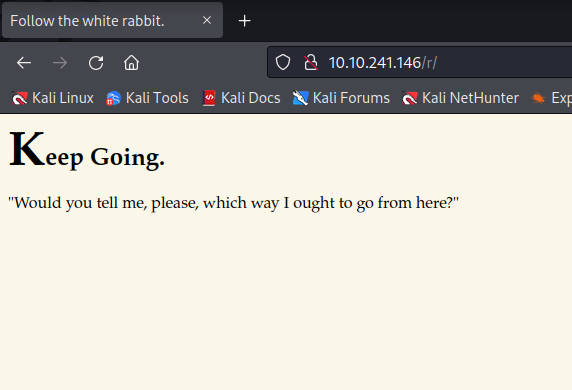 Follow the white rabbit.
10.10.241.146/r/
Kali Linux Kali Tools Kali Docs Kali Forums Kali NetHunter Exp
Keep Going.
"Would you tell me, please, which way I ought to go from here?"